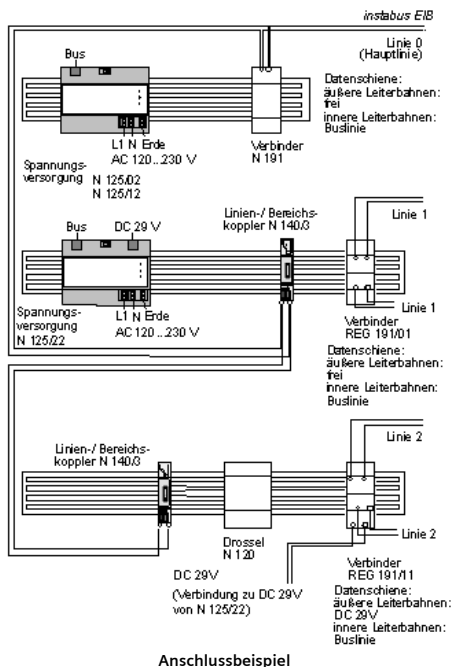 instabus EIB
Linie 0
(Hauptlinie)
Bus
Datenschiene:
äußere Leiterbahnen:
frei
innere Leiterbahnen:
Buslinie
L1 N Erde
AC 120...230 V
Verbinder
N 191
Spannungs-
versorgung N 125/02
N 125/12
Linien-/ Bereichs-
koppler N 140/3
Bus
DC 29 V
Linie 1
L1 N Erde
AC 120...230 V
Spannungs-
versorgung
N 125/22
Linie 1
Verbinder
REG 191/01
Datenschiene:
äußere Leiterbahnen:
frei
innere Leiterbahnen:
Buslinie
Linie 2
Linien-/ Bereichs-
koppler N 140/3
Drossel
N 120
Linie 2
DC 29V
(Verbindung zu DC 29V
von N 125/22)
Verbinder
REG 191/11
Datenschiene:
äußere Leiterbahnen:
DC 29V
innere Leiterbahnen:
Buslinie
Anschlussbeispiel